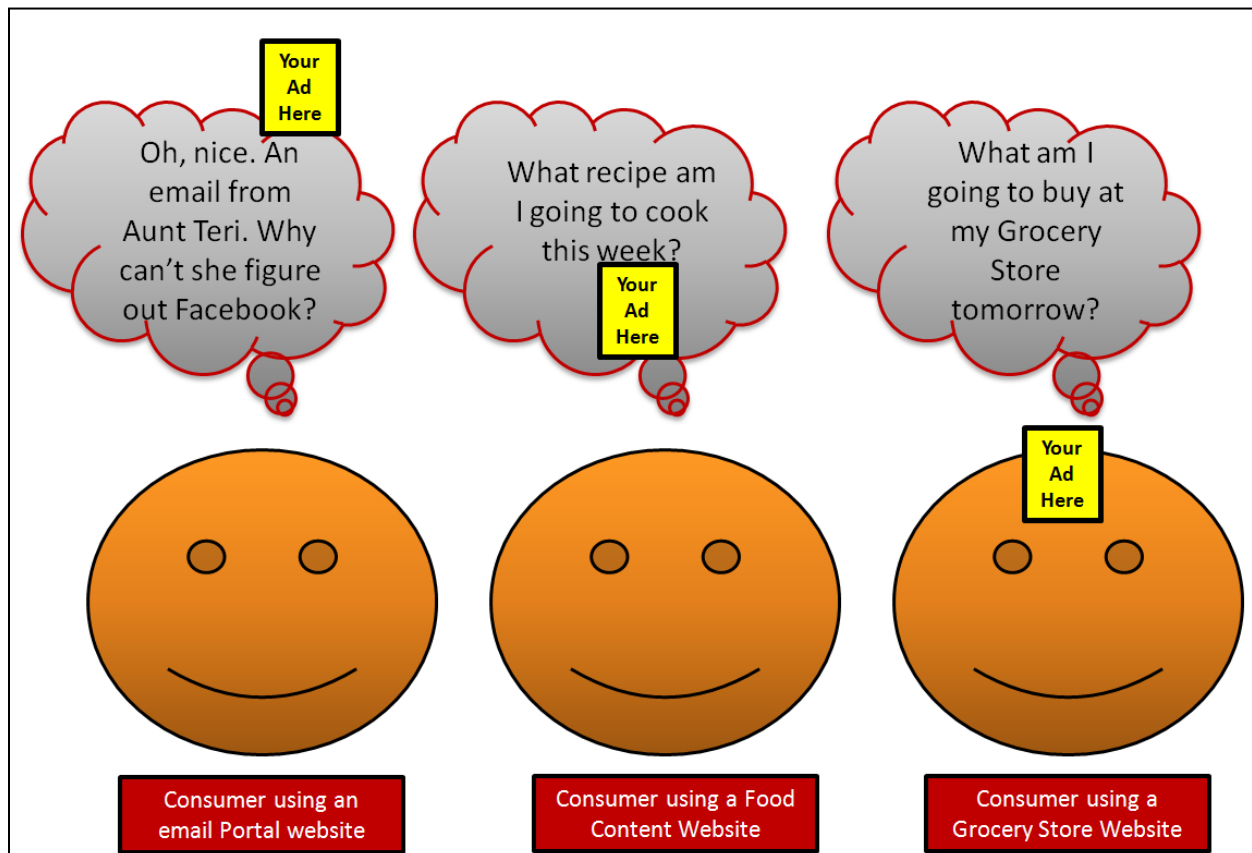 Your
Ad
Here
Oh, nice. An
email from
Aunt Teri. Why
can’t she figure
out Facebook?
What recipe am
I going to cook
this week?
Your
Ad
Here
What am I
going to buy at
my Grocery
Store
tomorrow?
Your
Ad
Here
Consumer using an
email Portal website
Consumer using a Food
Content Website
Consumer using a
Grocery Store Website